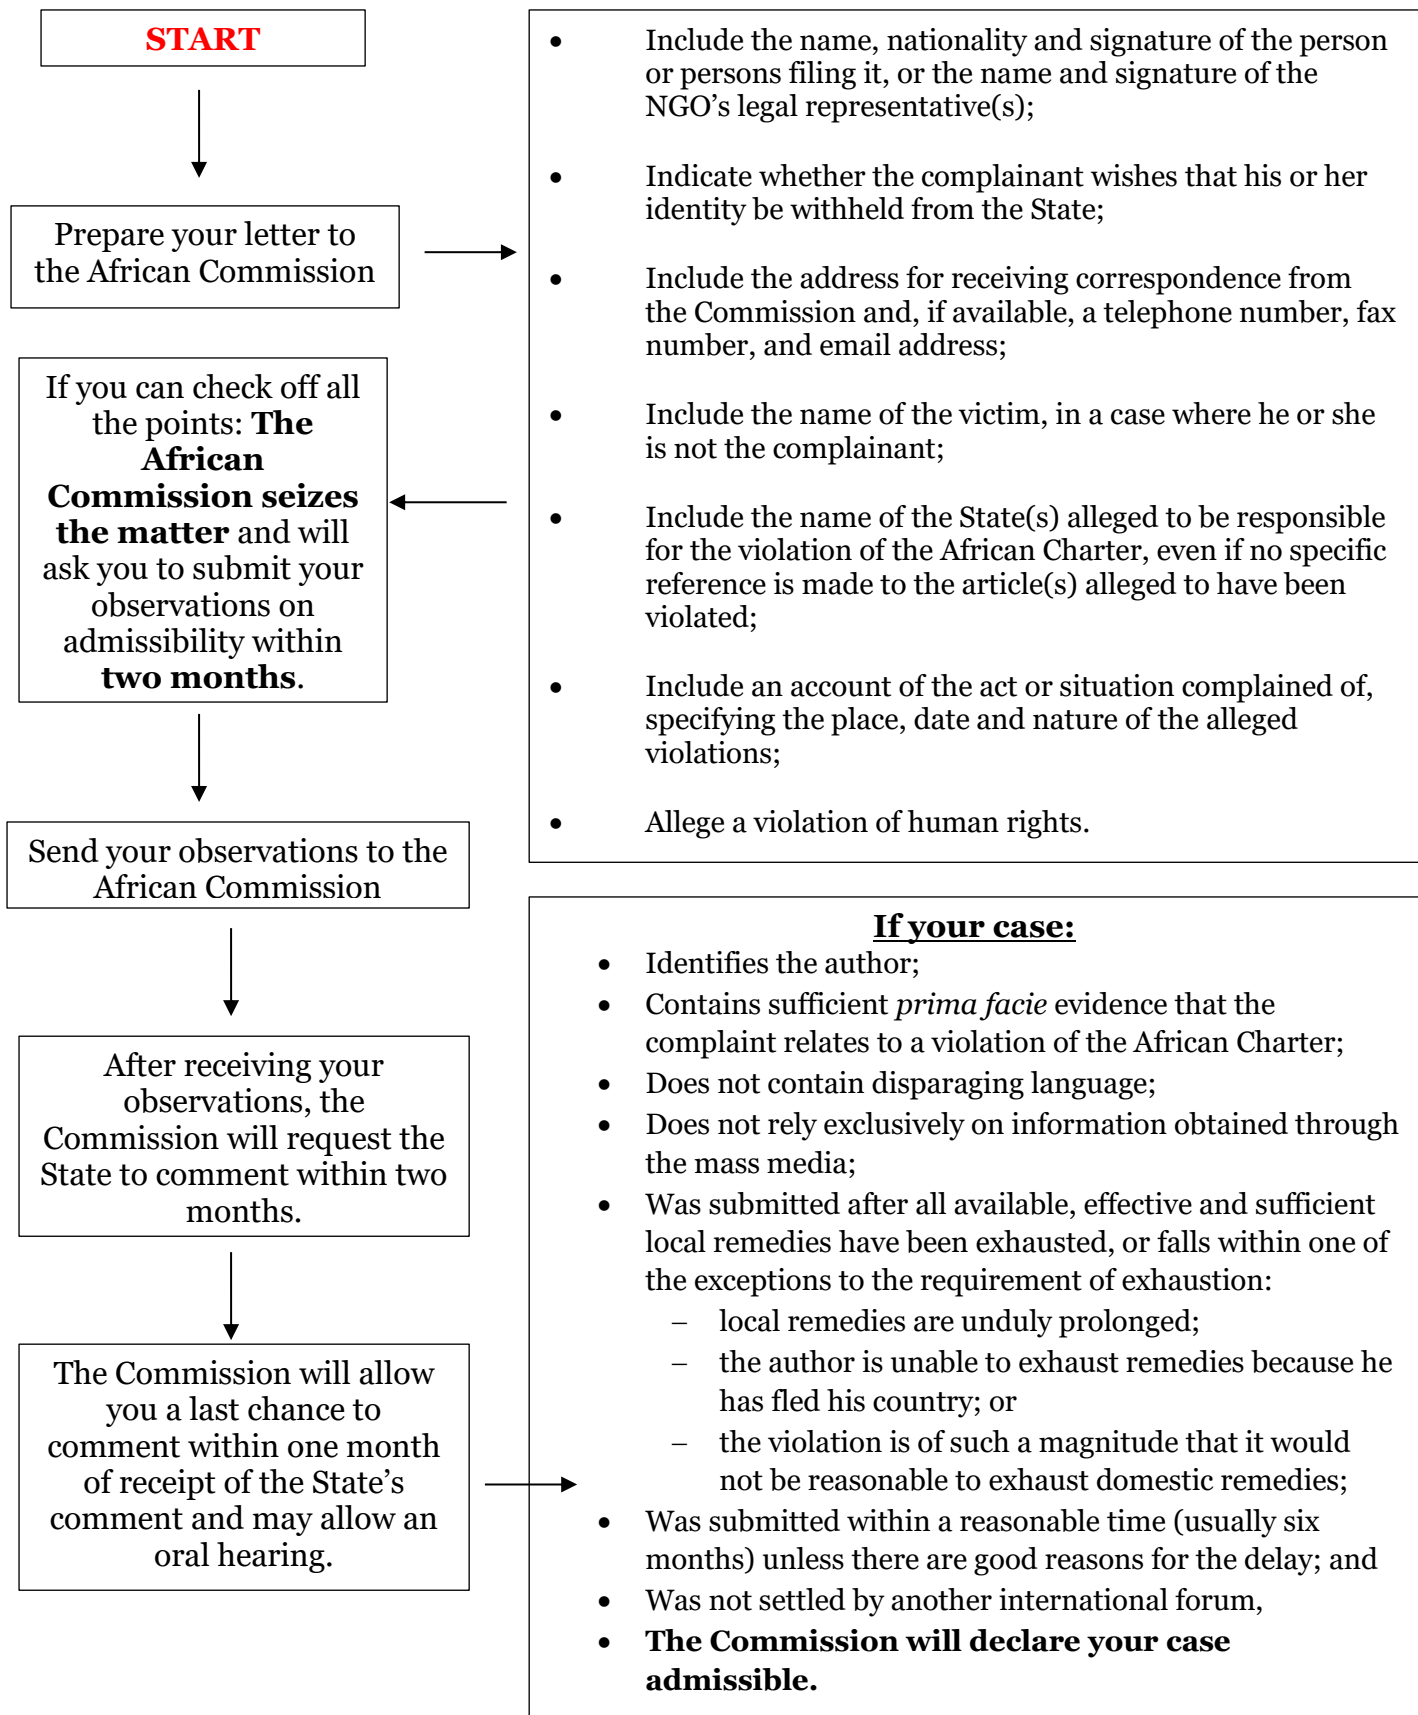 START
Prepare your letter to
the African Commission
• Include the name, nationality and signature of the person
or persons filing it, or the name and signature of the
NGO’s legal representative(s);
• Indicate whether the complainant wishes that his or her
identity be withheld from the State;
• Include the address for receiving correspondence from
the Commission and, if available, a telephone number, fax
number, and email address;
• Include the name of the victim, in a case where he or she
is not the complainant;
• Include the name of the State(s) alleged to be responsible
for the violation of the African Charter, even if no specific
reference is made to the article(s) alleged to have been
violated;
• Include an account of the act or situation complained of,
specifying the place, date and nature of the alleged
violations;
• Allege a violation of human rights.
If you can check off all
the points: The
African
Commission seizes
the matter and will
ask you to submit your
observations on
admissibility within
two months.
Send your observations to the
African Commission
After receiving your
observations, the
Commission will request the
State to comment within two
months.
The Commission will allow
you a last chance to
comment within one month
of receipt of the State’s
comment and may allow an
oral hearing.
If your case:
• Identifies the author;
• Contains sufficient prima facie evidence that the
complaint relates to a violation of the African Charter;
• Does not contain disparaging language;
• Does not rely exclusively on information obtained through
the mass media;
• Was submitted after all available, effective and sufficient
local remedies have been exhausted, or falls within one of
the exceptions to the requirement of exhaustion:
– local remedies are unduly prolonged;
– the author is unable to exhaust remedies because he
has fled his country; or
– the violation is of such a magnitude that it would
not be reasonable to exhaust domestic remedies;
• Was submitted within a reasonable time (usually six
months) unless there are good reasons for the delay; and
• Was not settled by another international forum,
• The Commission will declare your case
admissible.